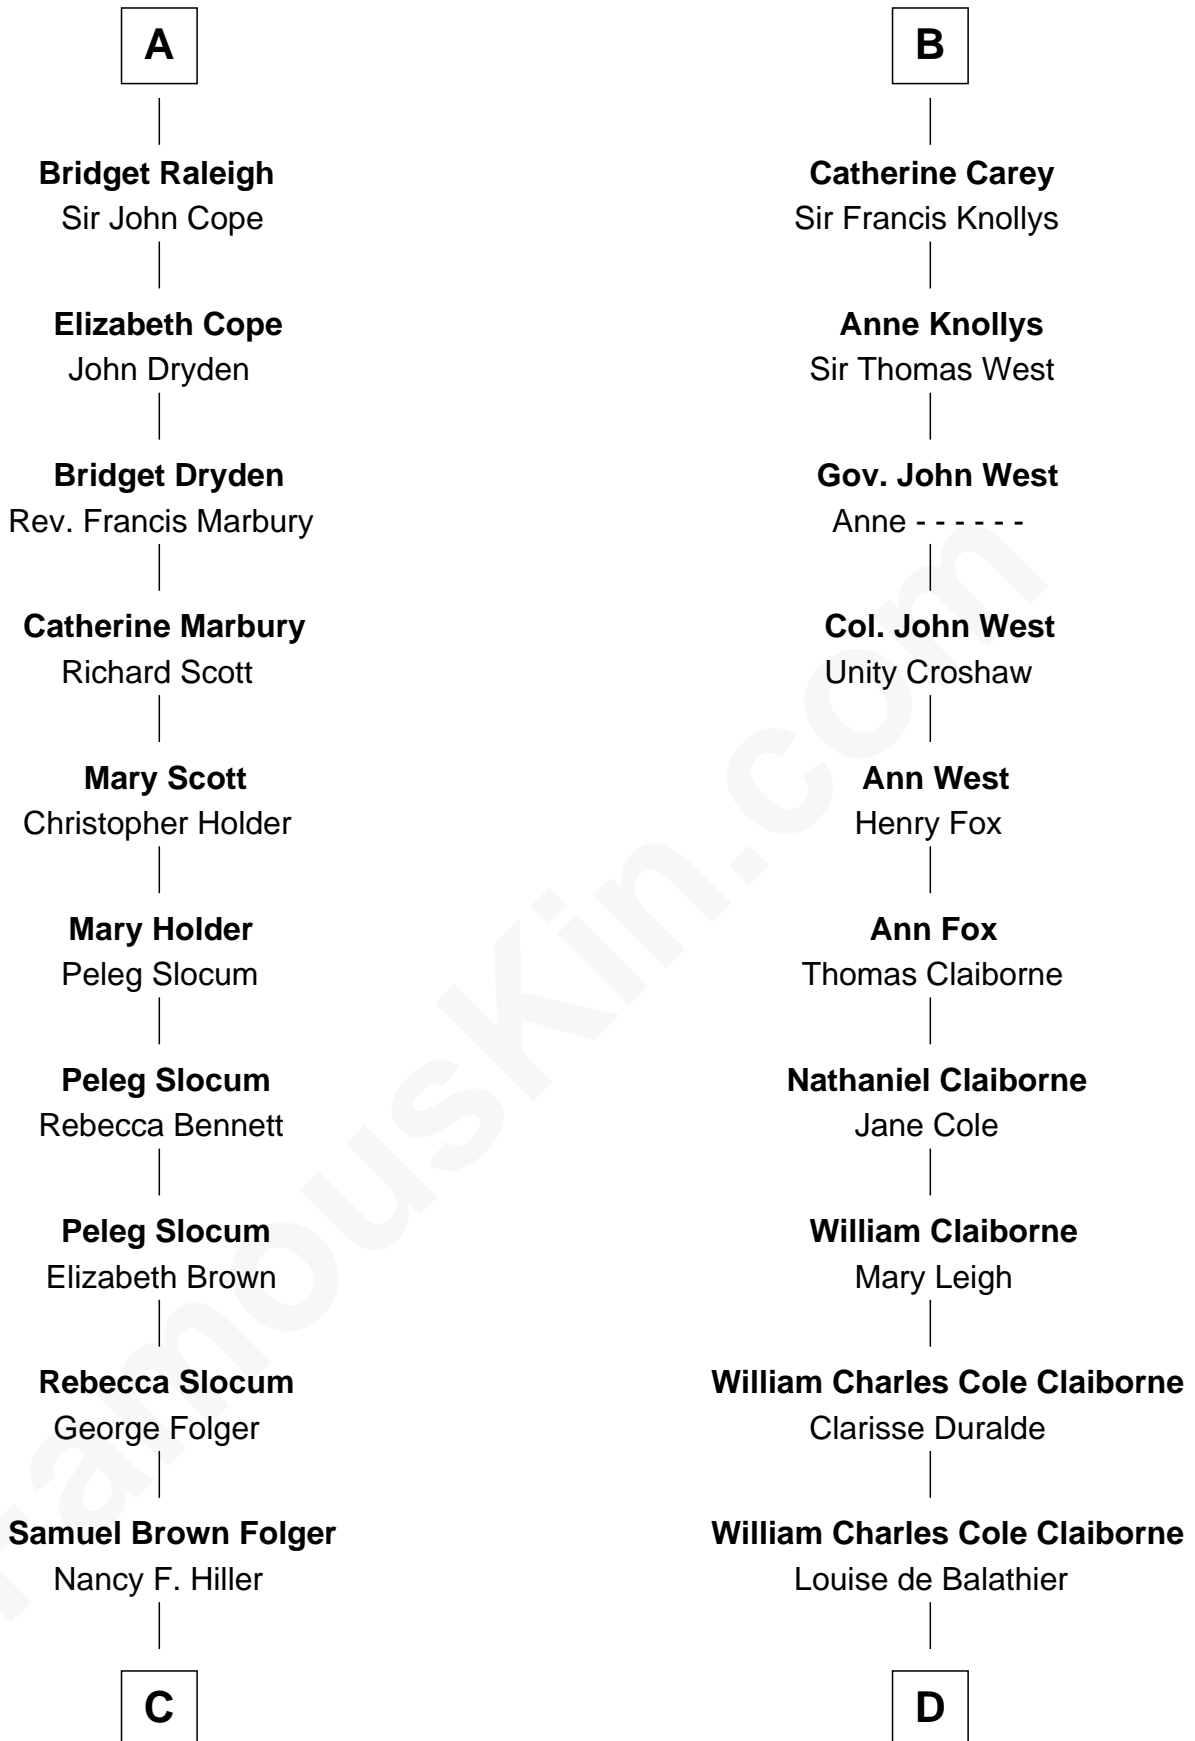 A
Bridget Raleigh
Sir John Cope
Elizabeth Cope
John Dryden
Bridget Dryden
Rev. Francis Marbury
Catherine Marbury
Richard Scott
Mary Scott
Christopher Holder
Mary Holder
Peleg Slocum
Peleg Slocum
Rebecca Bennett
Peleg Slocum
Elizabeth Brown
Rebecca Slocum
George Folger
Samuel Brown Folger
Nancy F. Hiller
C
B
Catherine Carey
Sir Francis Knollys
Anne Knollys
Sir Thomas West
Gov. John West
Anne - - - - - -
Col. John West
Unity Croshaw
Ann West
Henry Fox
Ann Fox
Thomas Claiborne
Nathaniel Claiborne
Jane Cole
William Claiborne
Mary Leigh
William Charles Cole Claiborne
Clarisse Duralde
William Charles Cole Claiborne
Louise de Balathier
D
FamousKin.com